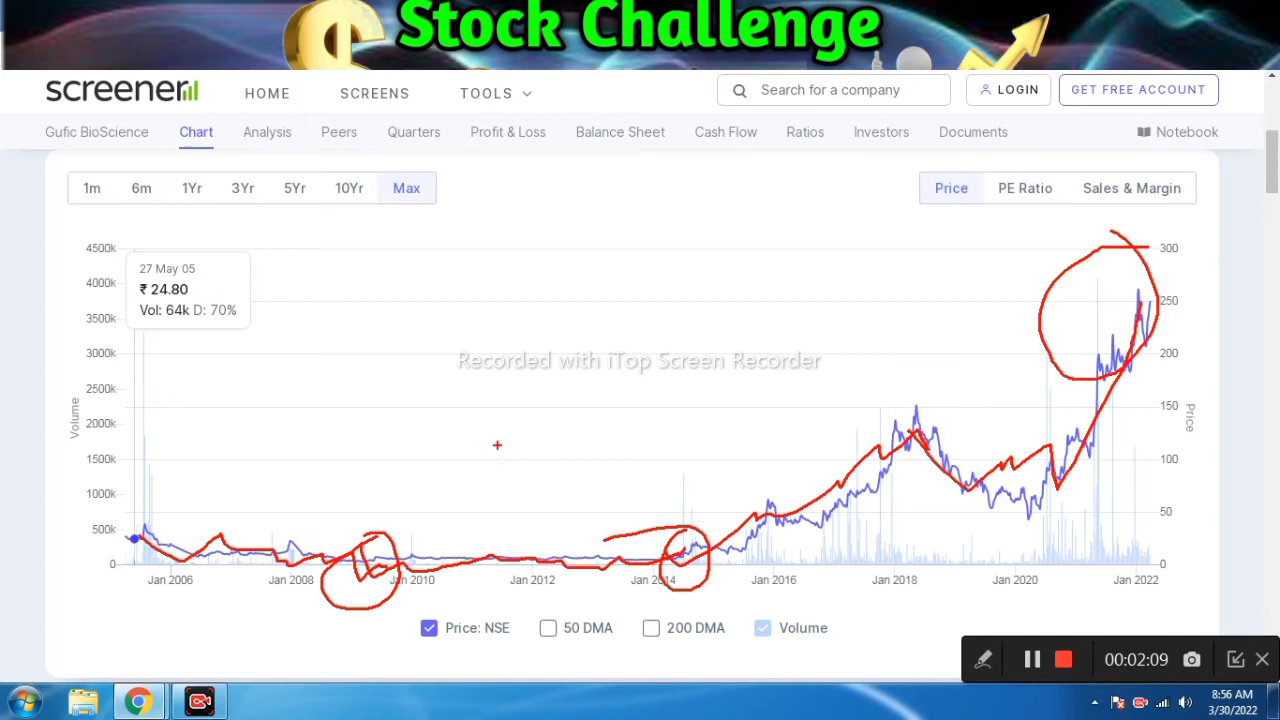 Stock Challenge
screener
HOME SCREENS TOOLS
Search for a company
LOGIN
GET FREE ACCOUNT
Gufic BioScience Chart Analysis Peers Quarters Profit & Loss Balance Sheet Cash Flow Ratios Investors Documents Notebook
1m 6m 1Yr 3Yr 5Yr 10Yr Max
Price PE Ratio Sales & Margin
27 May 05
₹ 24.80
Vol: 64k D: 70%
4500k 300
4000k
3500k 250
3000k 200
2500k
2000k 150
1500k 100
1000k
500k 50
0 0
Volume
Price
Recorded with iTop Screen Recorder
Jan 2006 Jan 2008 Jan 2010 Jan 2012 Jan 2014 Jan 2016 Jan 2018 Jan 2020 Jan 2022
Price: NSE 50 DMA 200 DMA Volume
00:02:09
8:56 AM
3/30/2022